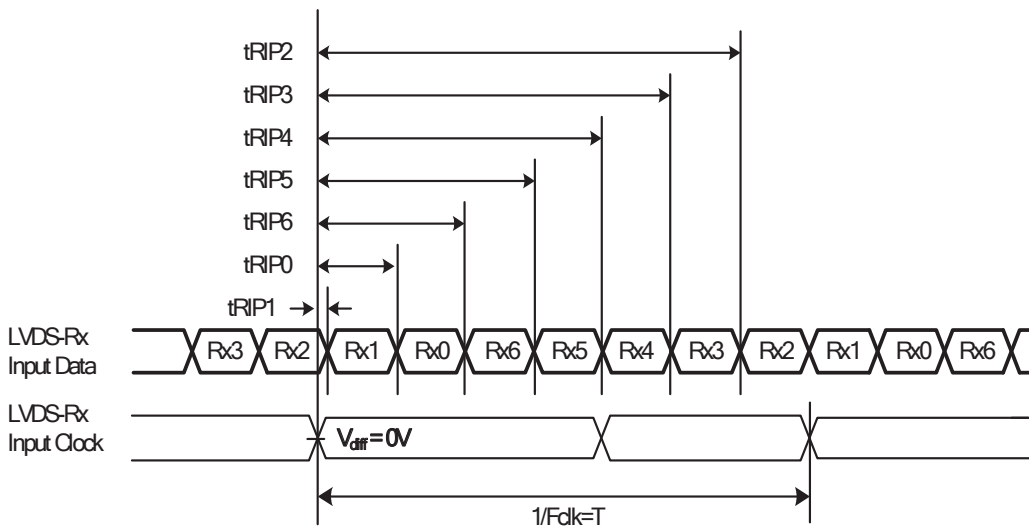 tRIP2
tRIP3
tRIP4
tRIP5
tRIP6
tRIP0
tRIP1
LVDS-Rx
Input Data
Rx3 Rx2 Rx1 Rx0 Rx6 Rx5 Rx4 Rx3 Rx2 Rx1 Rx0 Rx6
LVDS-Rx
Input Clock
Vdiff = 0V
1/Fclk=T